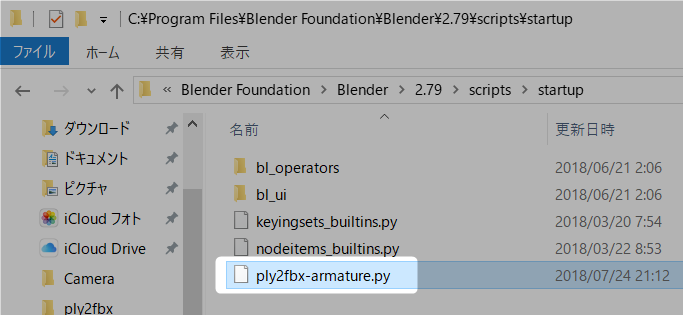 C:¥Program Files¥Blender Foundation¥Blender¥2.79¥scripts¥startup
ファイル ホーム 共有 表示
« Blender Foundation > Blender > 2.79 > scripts > startup
ダウンロード
ドキュメント
ピクチャ
iCloud フォト
iCloud Drive
Camera
ply2fbx
名前 更新日時
bl_operators 2018/06/21 2:06
bl_ui 2018/06/21 2:06
keyingsets_builtins.py 2018/03/20 7:54
nodeitems_builtins.py 2018/03/22 8:53
ply2fbx-armature.py 2018/07/24 21:12